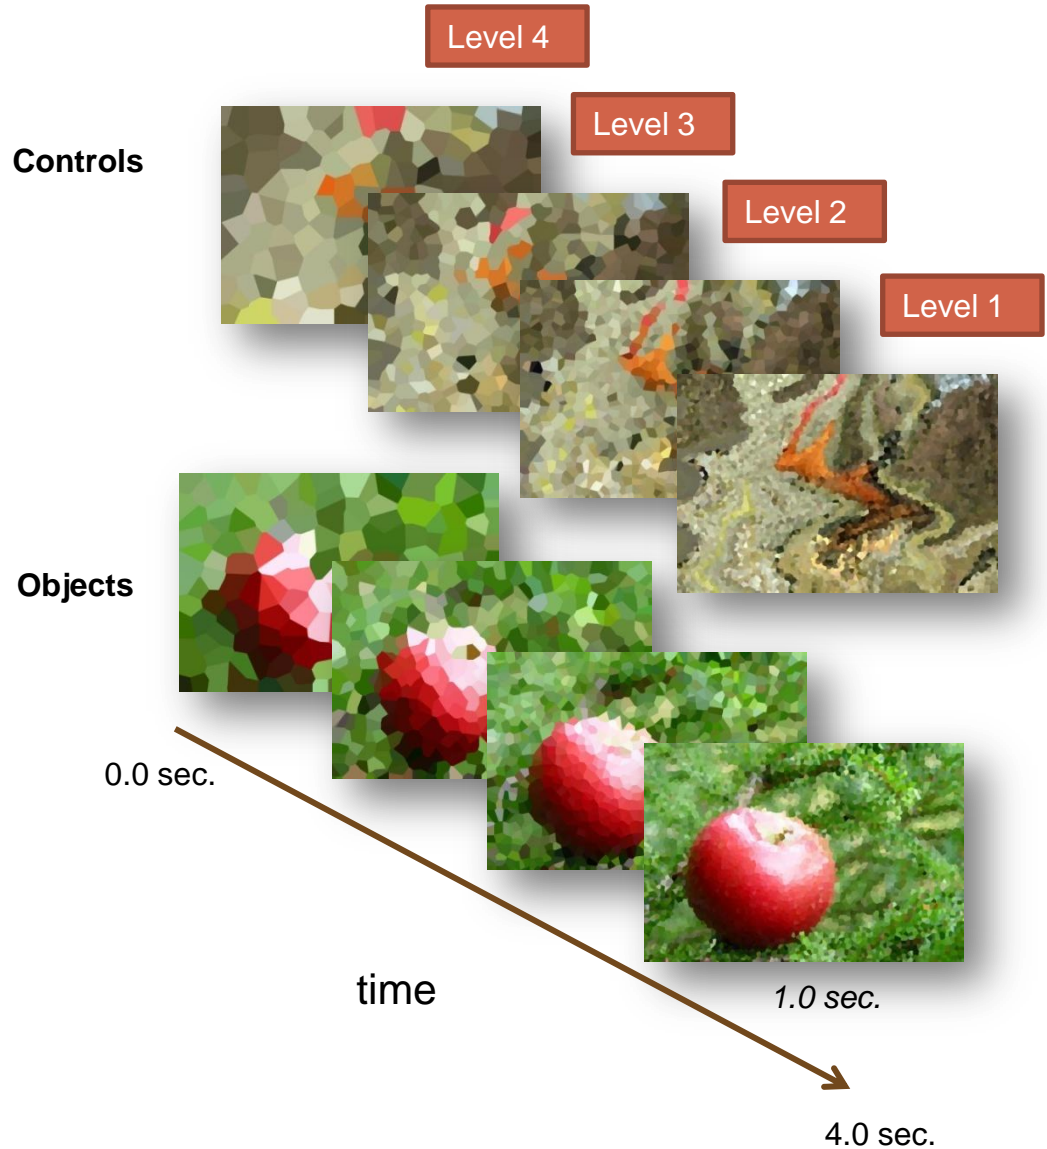 Level 4
Level 3
Controls
Level 2
Level 1
Objects
0.0 sec.
time
1.0 sec.
4.0 sec.